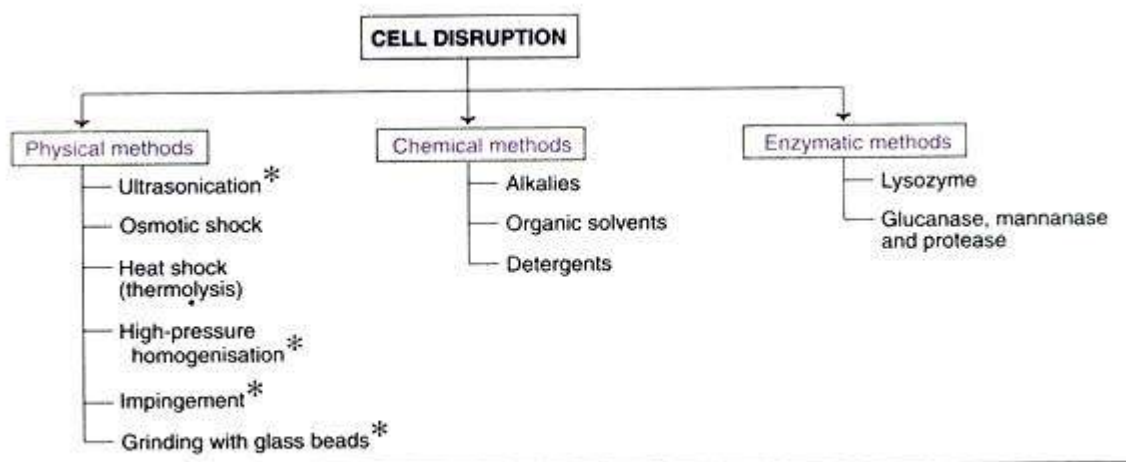 CELL DISRUPTION
Physical methods
Ultrasonication*
Osmotic shock
Heat shock
(thermolysis)
High-pressure
homogenisation*
Impingement*
Grinding with glass beads*
Chemical methods
Alkalies
Organic solvents
Detergents
Enzymatic methods
Lysozyme
Glucanase, mannanase
and protease